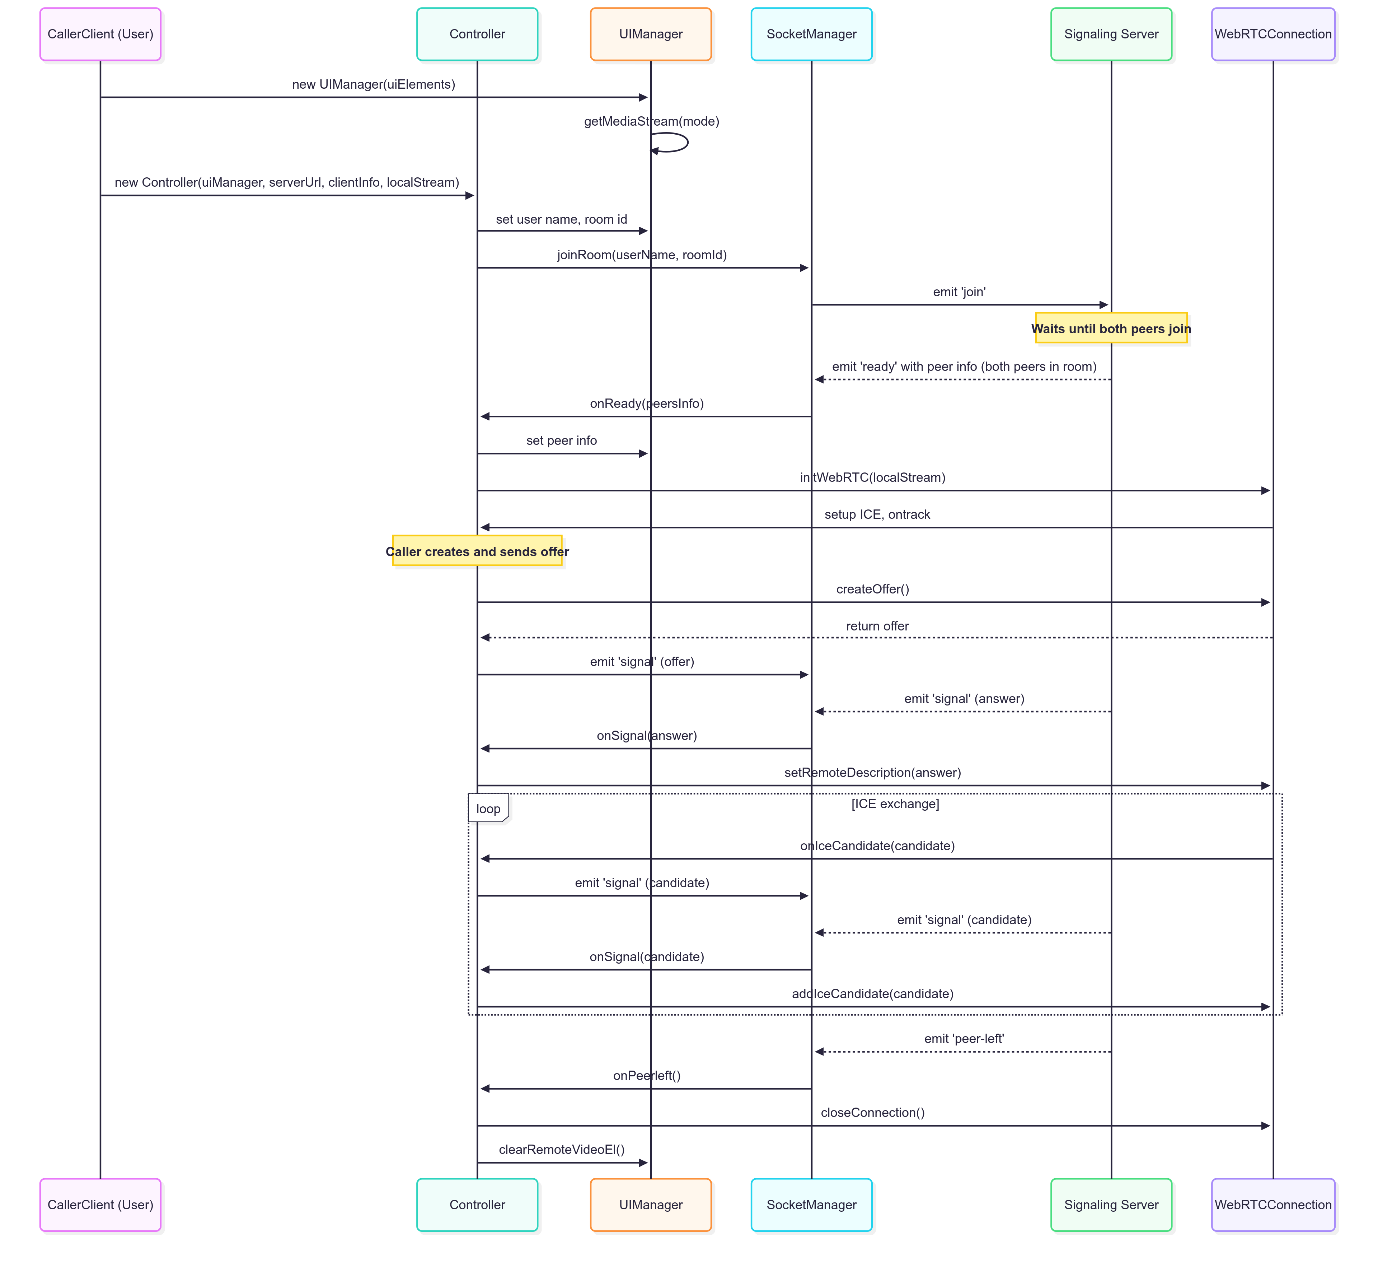 CallerClient (User)
Controller
UIManager
SocketManager
Signaling Server
WebRTCConnection
new UIManager(uiElements)
getMediaStream(mode)
new Controller(uiManager, serverUrl, clientInfo, localStream)
set user name, room id
joinRoom(userName, roomId)
emit 'join'
Waits until both peers join
emit 'ready' with peer info (both peers in room)
onReady(peersInfo)
set peer info
initWebRTC(localStream)
setup ICE, ontrack
Caller creates and sends offer
createOffer()
return offer
emit 'signal' (offer)
emit 'signal' (answer)
onSignal(answer)
setRemoteDescription(answer)
loop
[ICE exchange]
onIceCandidate(candidate)
emit 'signal' (candidate)
emit 'signal' (candidate)
onSignal(candidate)
addIceCandidate(candidate)
emit 'peer-left'
onPeerleft()
closeConnection()
clearRemoteVideoEl()
CallerClient (User)
Controller
UIManager
SocketManager
Signaling Server
WebRTCConnection